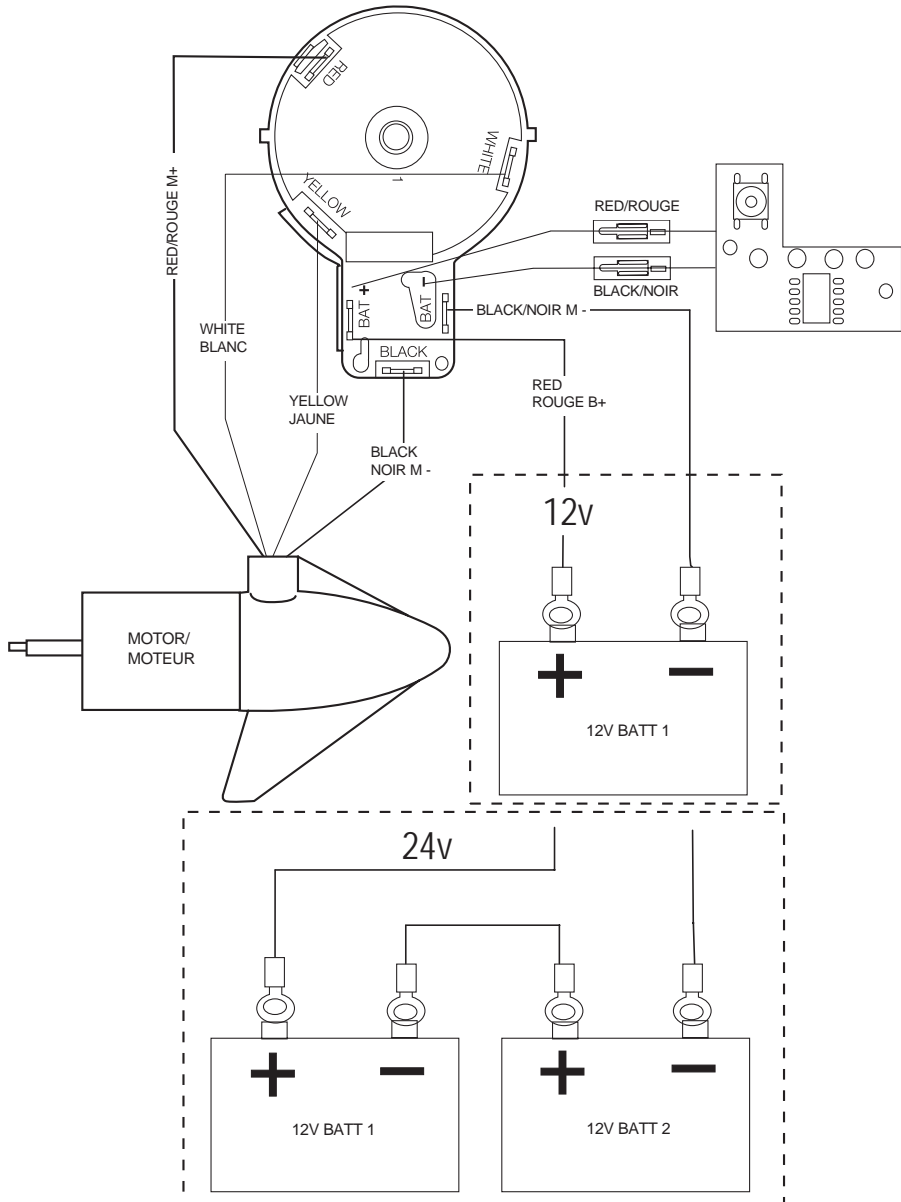 RED
WHITE
1
YELLOW
RED/ROUGE M+
RED/ROUGE
BLACK/NOIR
+
BAT
-
BAT
BLACK/NOIR M -
BLACK
WHITE
BLANC
YELLOW
JAUNE
RED
ROUGE B+
BLACK
NOIR M -
12v
MOTOR/
MOTEUR
+ −
12V BATT 1
24v
+ − + −
12V BATT 1
12V BATT 2